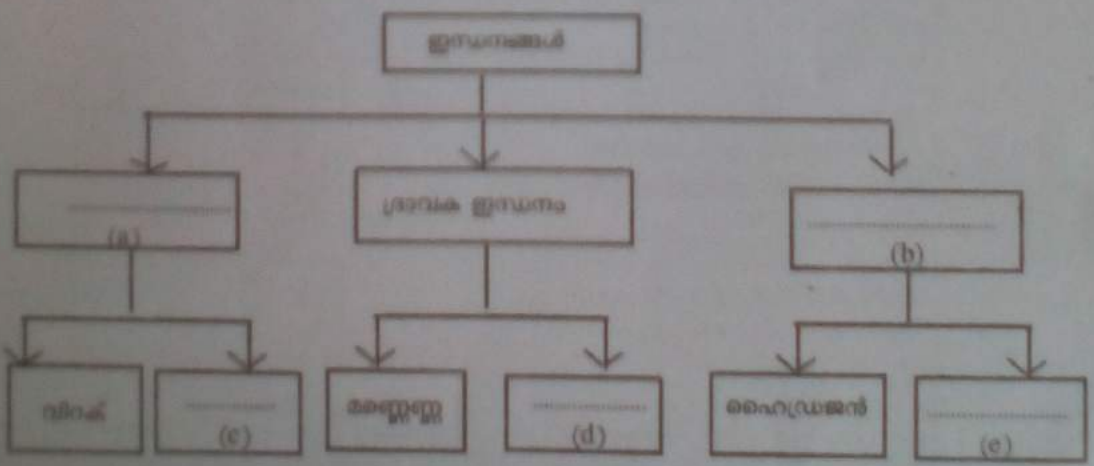 ഇന്ധനങ്ങൾ
....................
(a)
ദ്രാവക ഇന്ധനം
....................
(b)
വിറക്
............
(c)
മണ്ണെണ്ണ
...............
(d)
ഹൈഡ്രജൻ
....................
(e)